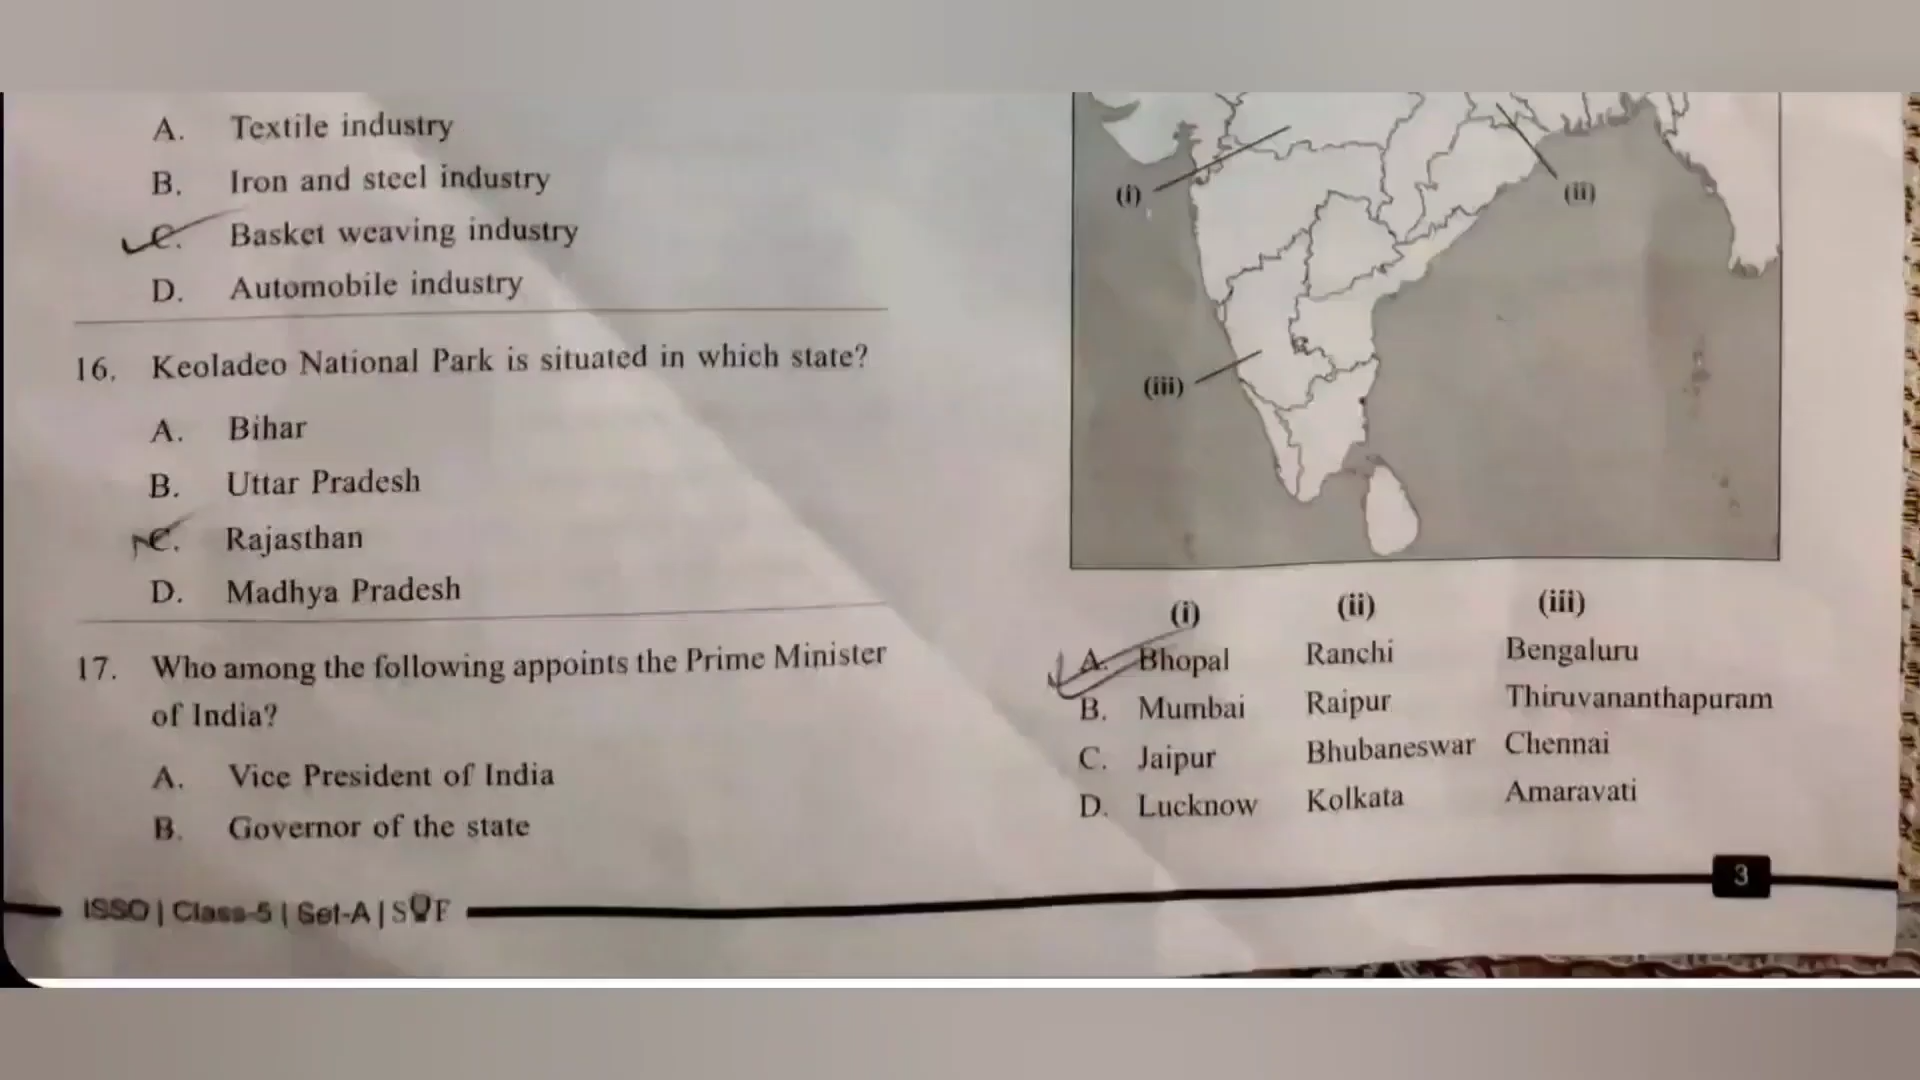 A. Textile industry
B. Iron and steel industry
C. Basket weaving industry
D. Automobile industry
16. Keoladeo National Park is situated in which state?
A. Bihar
B. Uttar Pradesh
C. Rajasthan
D. Madhya Pradesh
17. Who among the following appoints the Prime Minister
of India?
A. Vice President of India
B. Governor of the state
(i)
(ii)
(iii)
(i) (ii) (iii)
A. Bhopal Ranchi Bengaluru
B. Mumbai Raipur Thiruvananthapuram
C. Jaipur Bhubaneswar Chennai
D. Lucknow Kolkata Amaravati
ISSO | Class-5 | Set-A | SOF
3